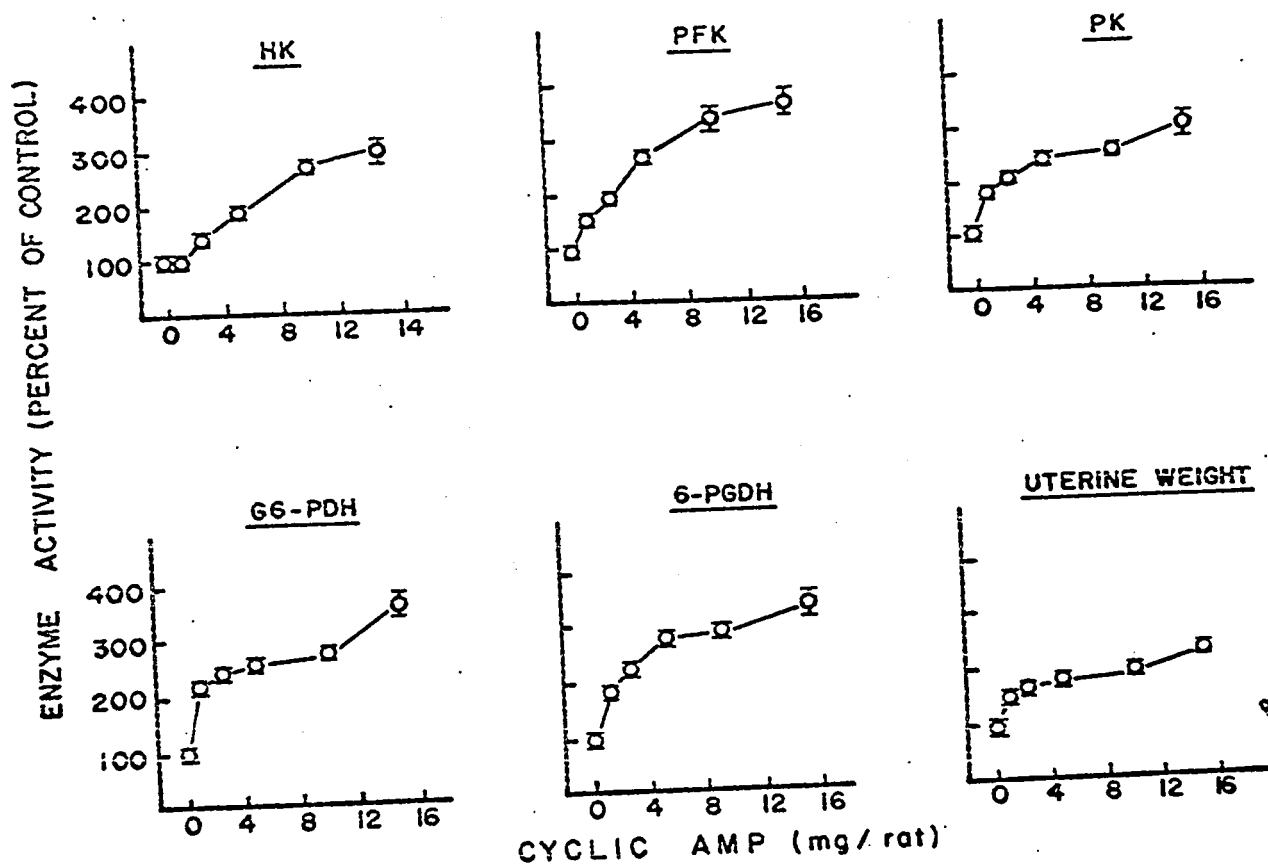 HK
PFK
PK
400
300
200
100
0 4 8 12 14
0 4 8 12 16
0 4 8 12 16
ENZYME ACTIVITY (PERCENT OF CONTROL)
G6-PDH
6-PGDH
UTERINE WEIGHT
400
300
200
100
0 4 8 12 16
0 4 8 12 16
0 4 8 12 16
CYCLIC AMP (mg/rat)